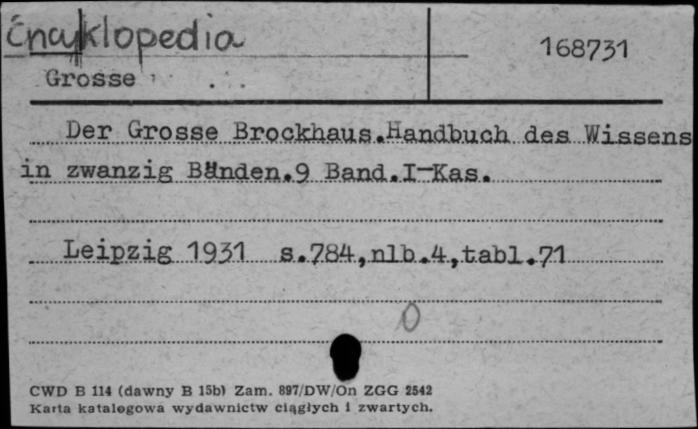 Encyklopedia
168731
Grosse
Der Grosse Brockhaus.Handbuch des Wissens
in zwanzig Bänden.9 Band.I-Kas.
Leipzig 1931 s.784,nlb.4,tabl.71
0
CWD B 114 (dawny B 15b) Zam. 897/DW/On ZGG 2542
Karta katalogowa wydawnictw ciągłych i zwartych.